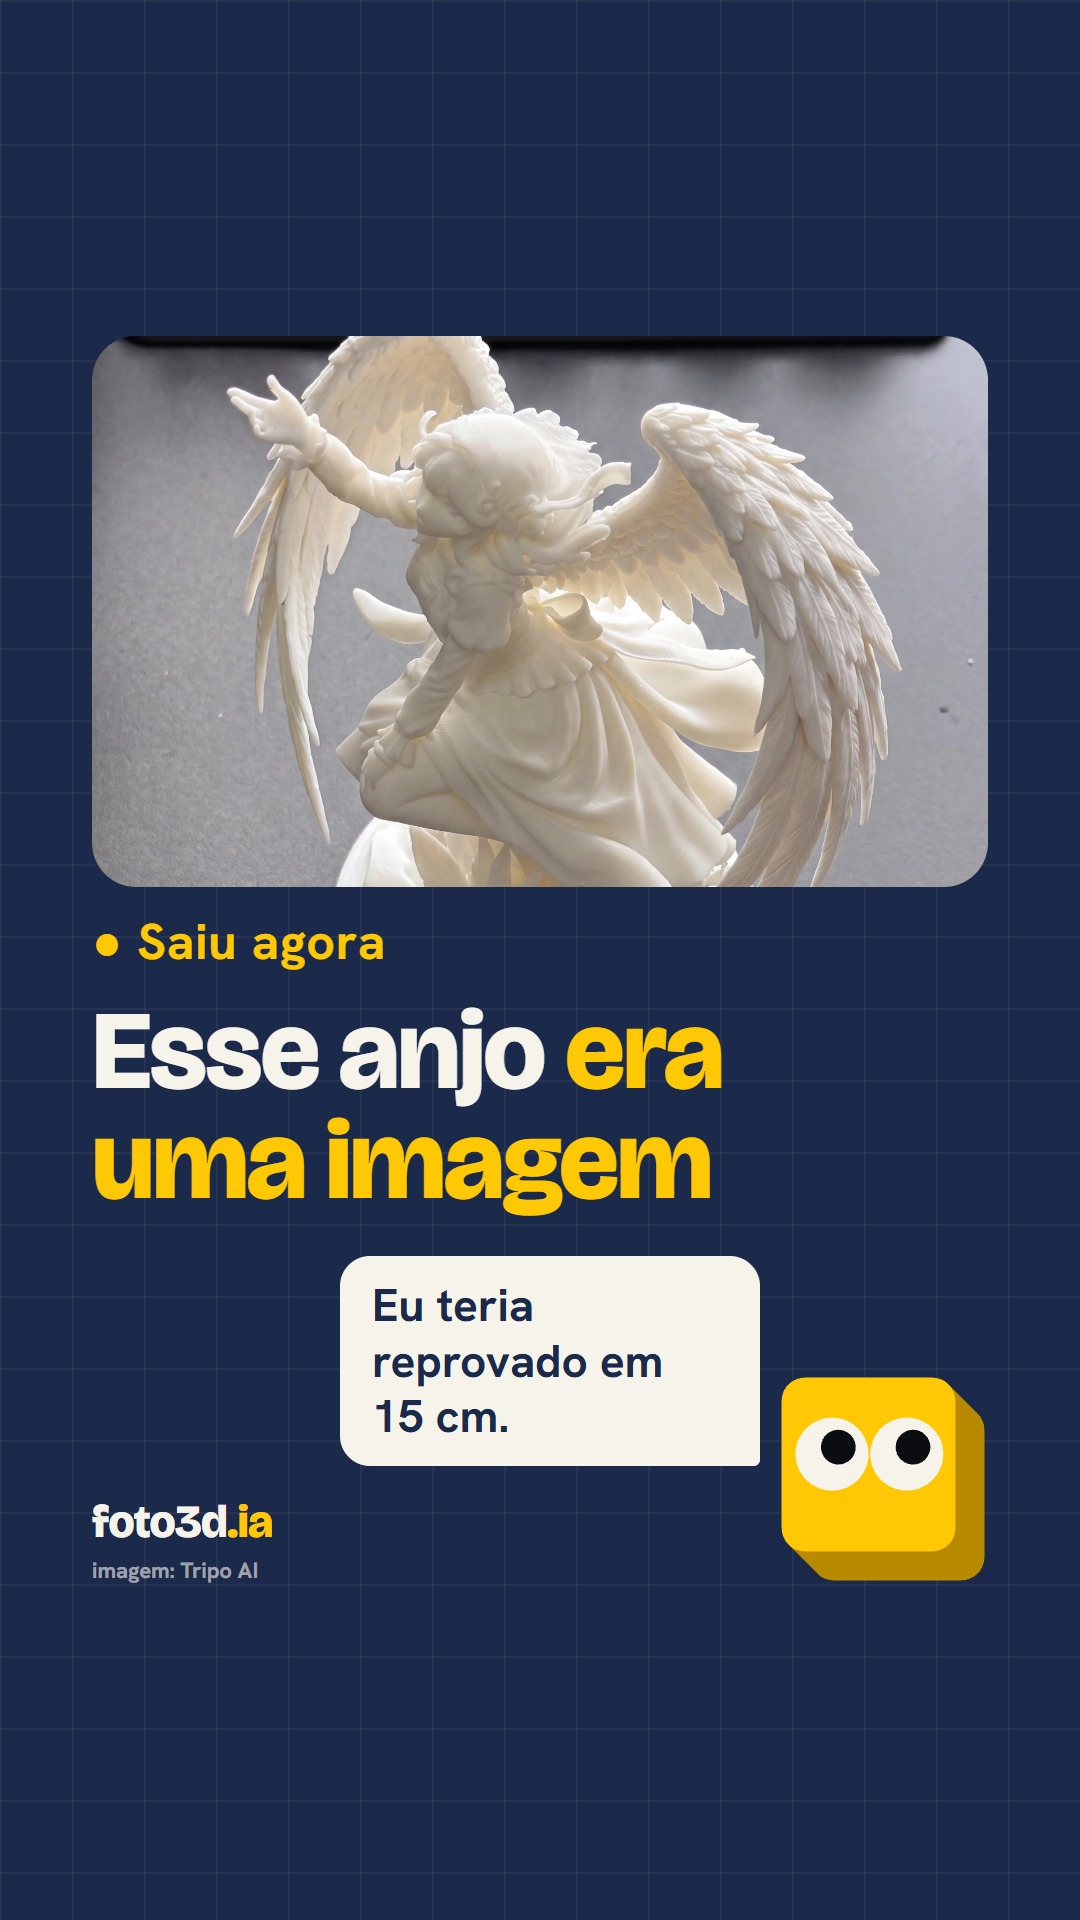 • Saiu agora
Esse anjo era
uma imagem
Eu teria
reprovado em
15 cm.
foto3d.ia
imagem: Tripo AI